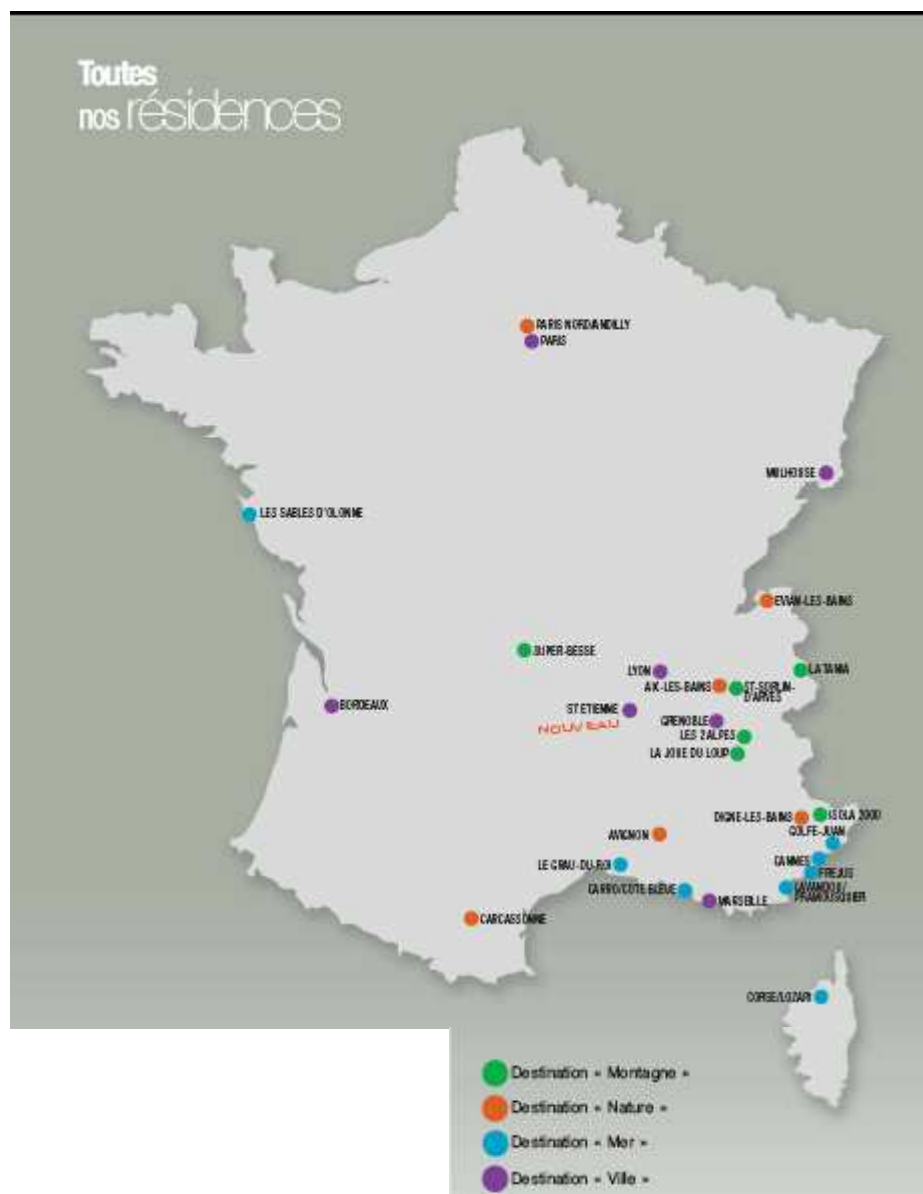 Toutes
nos résidences
PARIS NORD/ANDILLY
PARIS
MULHOUSE
LES SABLES D'OLONNE
EVIAN-LES-BAINS
SUPER-BESSE
LYON
LA TANIA
AIX-LES-BAINS
ST-SORLIN-
D'ARVES
BORDEAUX
ST ETIENNE
NOUVEAU
GRENOBLE
LES 2 ALPES
LA JOUE DU LOUP
DIGNE-LES-BAINS
ISOLA 2000
GOLFE-JUAN
AVIGNON
CANNES
LE GRAU-DU-ROI
FREJUS
CARRO/COTE BLEUE
LAVANDOU/
PRAMOUSQUIER
MARSEILLE
CARCASSONNE
CORSE/LOZARI
Destination « Montagne »
Destination « Nature »
Destination « Mer »
Destination « Ville »